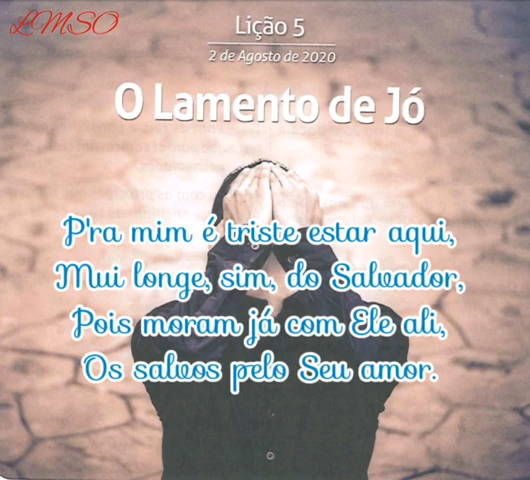 LMSO
Lição 5
2 de Agosto de 2020
O Lamento de Jó
P'ra mim é triste estar aqui,
Mui longe, sim, do Salvador,
Pois moram já com Ele ali,
Os salvos pelo Seu amor.